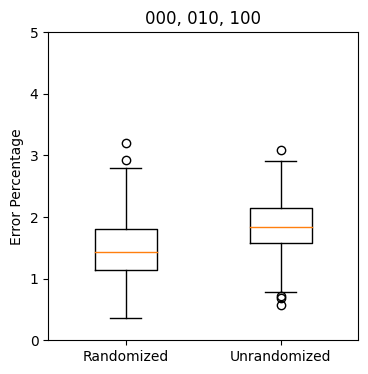 000, 010, 100
Error Percentage
5
4
3
2
1
0
Randomized
Unrandomized